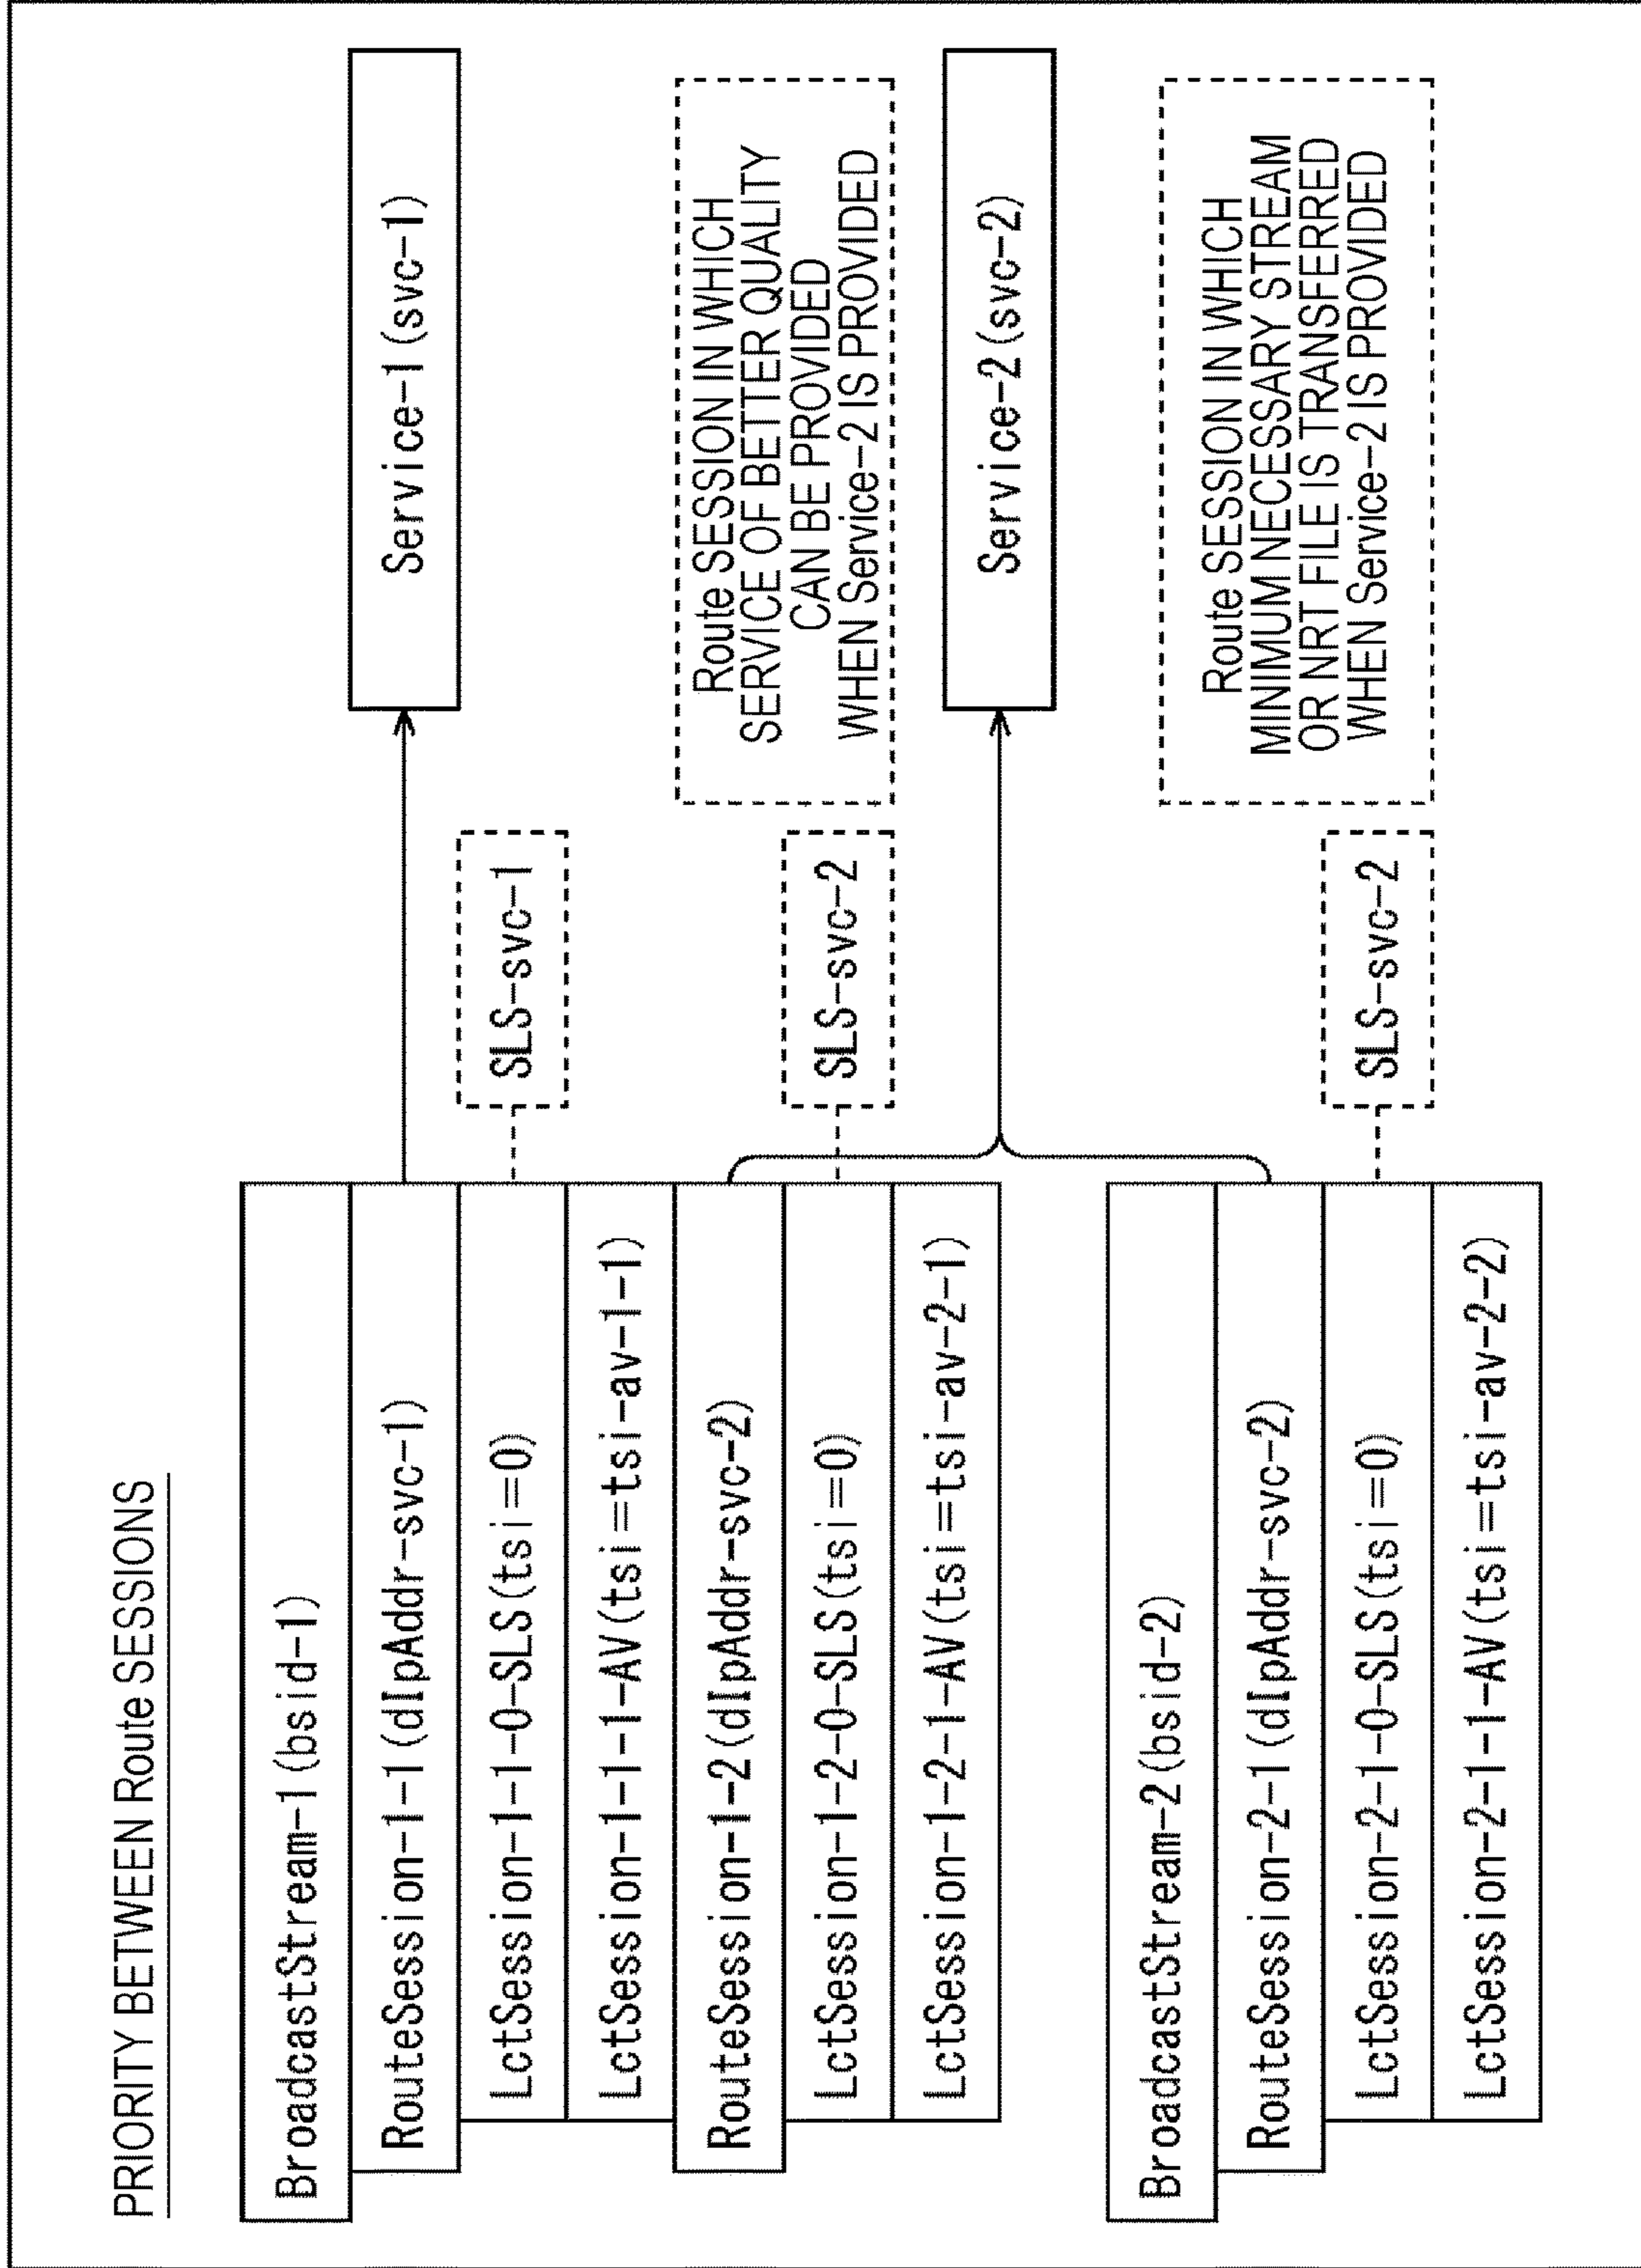 PRIORITY BETWEEN Route SESSIONS
BroadcastStream-1(bsid-1)
RouteSession-1-1(dIpAddr-svc-1)
Service-1(svc-1)
LctSession-1-1-0-SLS(tsi=0)
SLS-svc-1
LctSession-1-1-1-AV(tsi=tsi-av-1-1)
RouteSession-1-2(dIpAddr-svc-2)
Route SESSION IN WHICH
SERVICE OF BETTER QUALITY
CAN BE PROVIDED
WHEN Service-2 IS PROVIDED
LctSession-1-2-0-SLS(tsi=0)
SLS-svc-2
LctSession-1-2-1-AV(tsi=tsi-av-2-1)
Service-2(svc-2)
BroadcastStream-2(bsid-2)
RouteSession-2-1(dIpAddr-svc-2)
Route SESSION IN WHICH
MINIMUM NECESSARY STREAM
OR NRT FILE IS TRANSFERRED
WHEN Service-2 IS PROVIDED
LctSession-2-1-0-SLS(tsi=0)
SLS-svc-2
LctSession-2-1-1-AV(tsi=tsi-av-2-2)